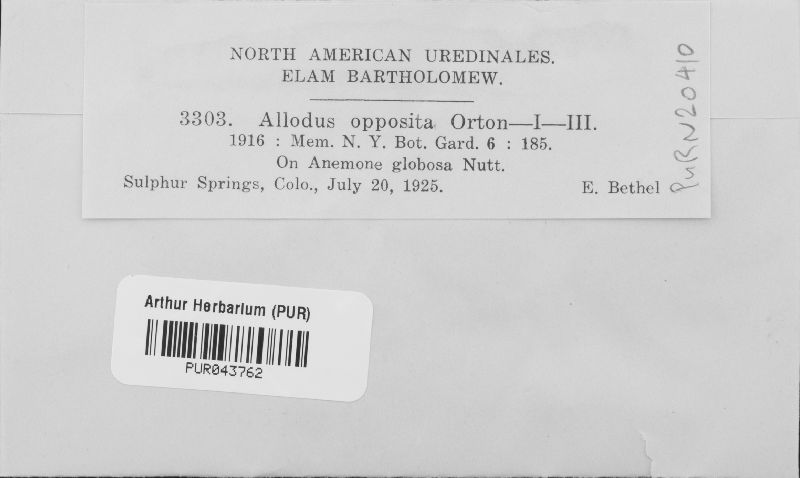 NORTH AMERICAN UREDINALES.
ELAM BARTHOLOMEW.
3303. Allodus opposita Orton—I—III.
1916 : Mem. N. Y. Bot. Gard. 6 : 185.
On Anemone globosa Nutt.
Sulphur Springs, Colo., July 20, 1925. E. Bethel
PURN20410
Arthur Herbarium (PUR)
PUR043762